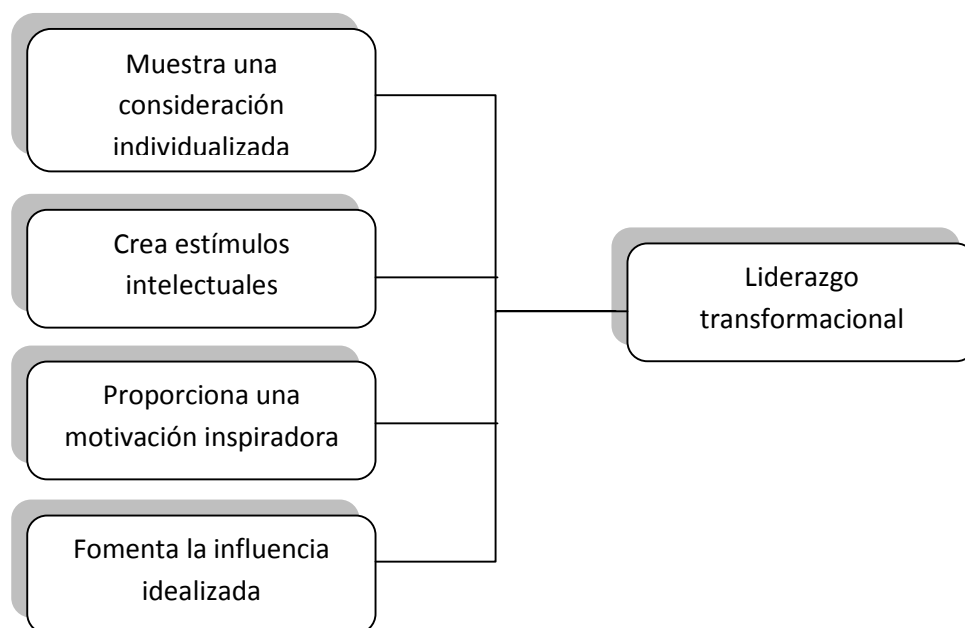 Muestra una
consideración
individualizada
Crea estímulos
intelectuales
Proporciona una
motivación inspiradora
Fomenta la influencia
idealizada
Liderazgo
transformacional